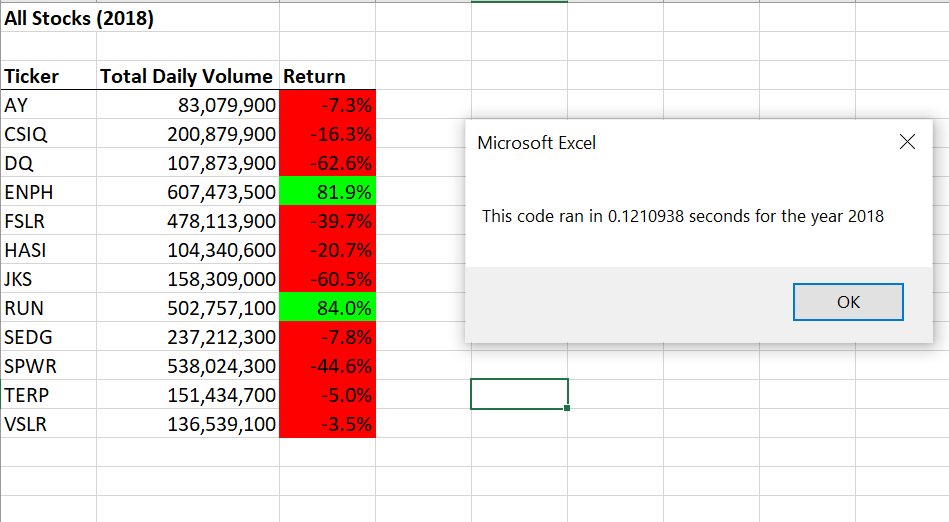 All Stocks (2018)
Ticker Total Daily Volume Return
AY 83,079,900 -7.3%
CSIQ 200,879,900 -16.3%
DQ 107,873,900 -62.6%
ENPH 607,473,500 81.9%
FSLR 478,113,900 -39.7%
HASI 104,340,600 -20.7%
JKS 158,309,000 -60.5%
RUN 502,757,100 84.0%
SEDG 237,212,300 -7.8%
SPWR 538,024,300 -44.6%
TERP 151,434,700 -5.0%
VSLR 136,539,100 -3.5%
Microsoft Excel
This code ran in 0.1210938 seconds for the year 2018
OK